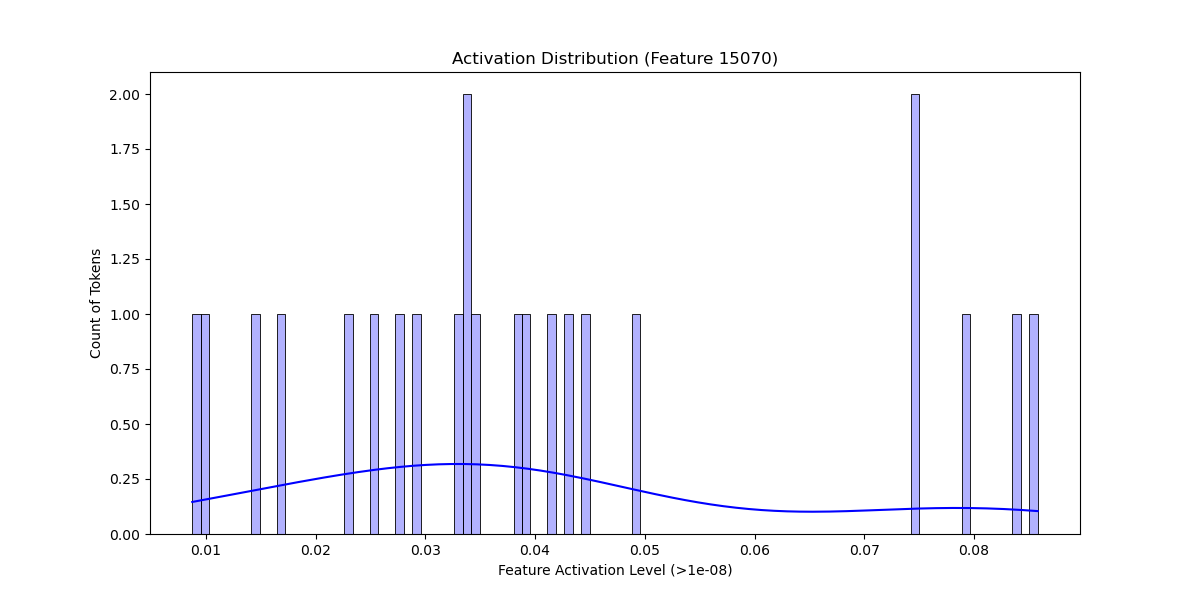 Activation Distribution (Feature 15070)
2.00
1.75
1.50
1.25
1.00
0.75
0.50
0.25
0.00
Count of Tokens
0.01 0.02 0.03 0.04 0.05 0.06 0.07 0.08
Feature Activation Level (>1e-08)